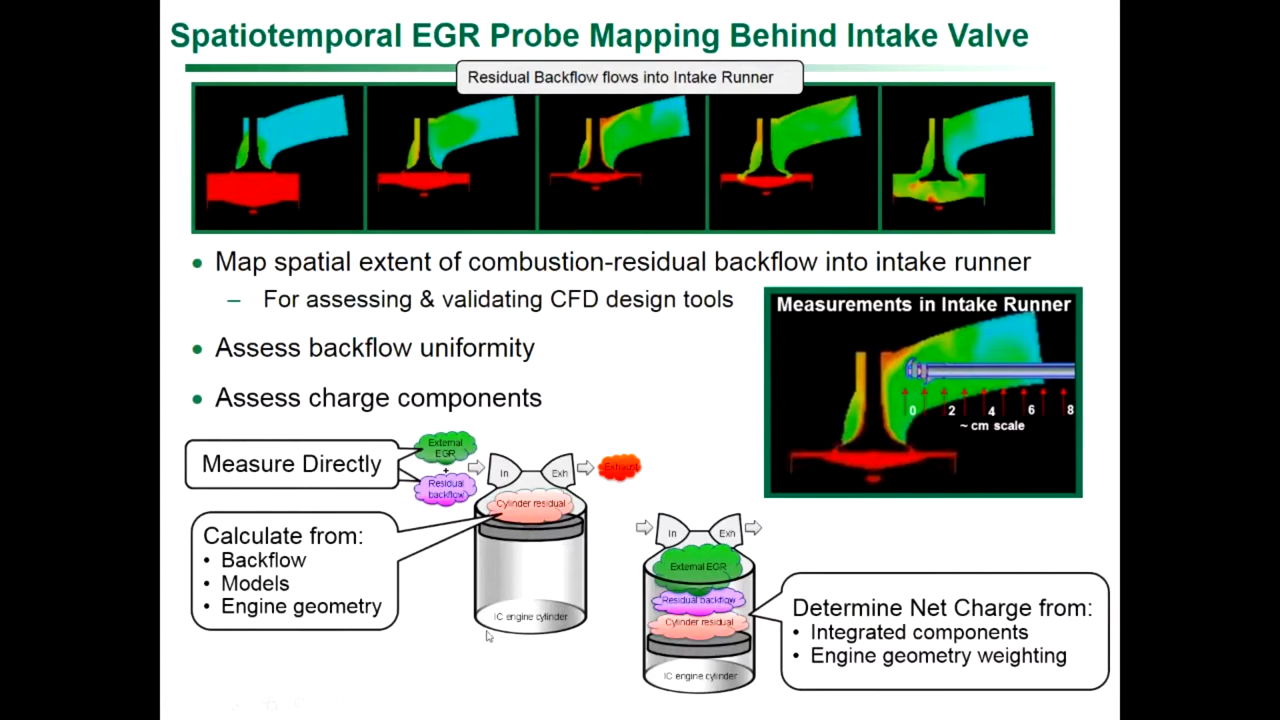 Spatiotemporal EGR Probe Mapping Behind Intake Valve
Residual Backflow flows into Intake Runner
• Map spatial extent of combustion-residual backflow into intake runner
– For assessing & validating CFD design tools
• Assess backflow uniformity
• Assess charge components
Measurements in Intake Runner
0 2 4 6 8
~ cm scale
Measure Directly
External
EGR
+
Residual
backflow
In
Exh
Exhaust
Cylinder residual
IC engine cylinder
Calculate from:
• Backflow
• Models
• Engine geometry
In
Exh
External EGR
Residual backflow
Cylinder residual
IC engine cylinder
Determine Net Charge from:
• Integrated components
• Engine geometry weighting